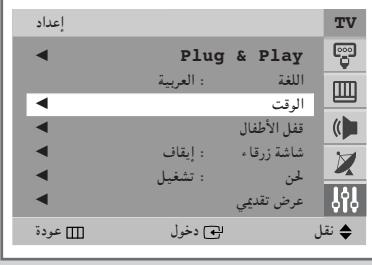 TV إعداد
Plug & Play
اللغة : العربية
الوقت
قفل الأطفال
شاشة زرقاء : إيقاف
لحن : تشغيل
عرض تقديمي
نقل دخول عودة